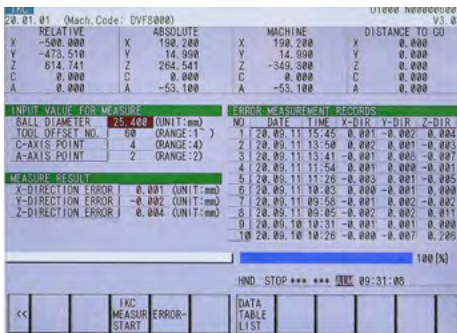 IKC
20.01.01 (Mach.Code: DVF8000) V3.0
RELATIVE ABSOLUTE MACHINE DISTANCE TO GO
X -500.000 X 190.200 X 190.200 X 0.000
Y -473.510 Y 14.990 Y 14.990 Y 0.000
Z 614.741 Z 264.541 Z -349.300 Z 0.000
C 0.000 C 0.000 C 0.000 C 0.000
A 0.000 A -53.100 A -53.100 A 0.000
INPUT VALUE FOR MEASURE
BALL DIAMETER 25.400 (UNIT:mm)
TOOL OFFSET NO. 60 (RANGE:1~)
C-AXIS POINT 4 (RANGE:4)
A-AXIS POINT 2 (RANGE:2)
MEASURE RESULT
X-DIRECTION ERROR 0.001 (UNIT:mm)
Y-DIRECTION ERROR -0.002 (UNIT:mm)
Z-DIRECTION ERROR 0.004 (UNIT:mm)
ERROR MEASUREMENT RECORDS
NO DATE TIME X-DIR Y-DIR Z-DIR
1 20.09.11 15:45 0.001 -0.002 0.004
2 20.09.11 13:50 0.002 0.001 -0.003
3 20.09.11 13:41 -0.001 0.008 -0.007
4 20.09.11 11:54 0.001 0.000 -0.001
5 20.09.11 11:26 -0.003 0.001 -0.005
6 20.09.11 10:03 0.000 -0.001 0.000
7 20.09.11 09:58 -0.001 -0.002 -0.002
8 20.09.11 09:05 -0.002 0.002 0.011
9 20.09.10 10:31 -0.001 0.001 0.000
10 20.09.10 10:26 -0.000 -0.007 0.206
100 [%]
HND STOP **** *** ALM 09:31:08
<< IKC MEASUR START ERROR- DATA TABLE LIST